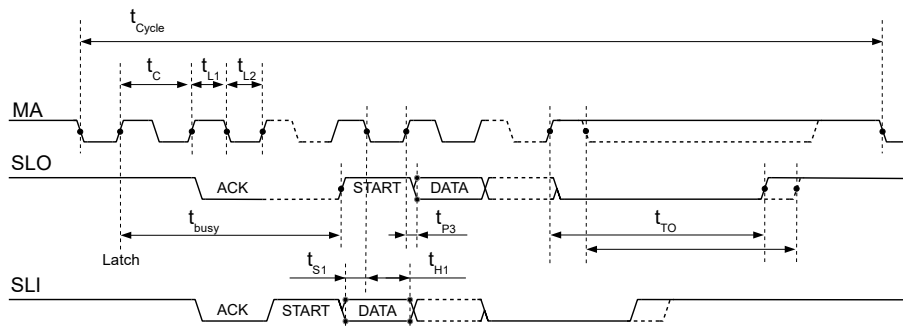 tCycle
tC tL1 tL2
MA
SLO
ACK START DATA
tbusy tP3 tTO
Latch
tS1 tH1
SLI
ACK START DATA